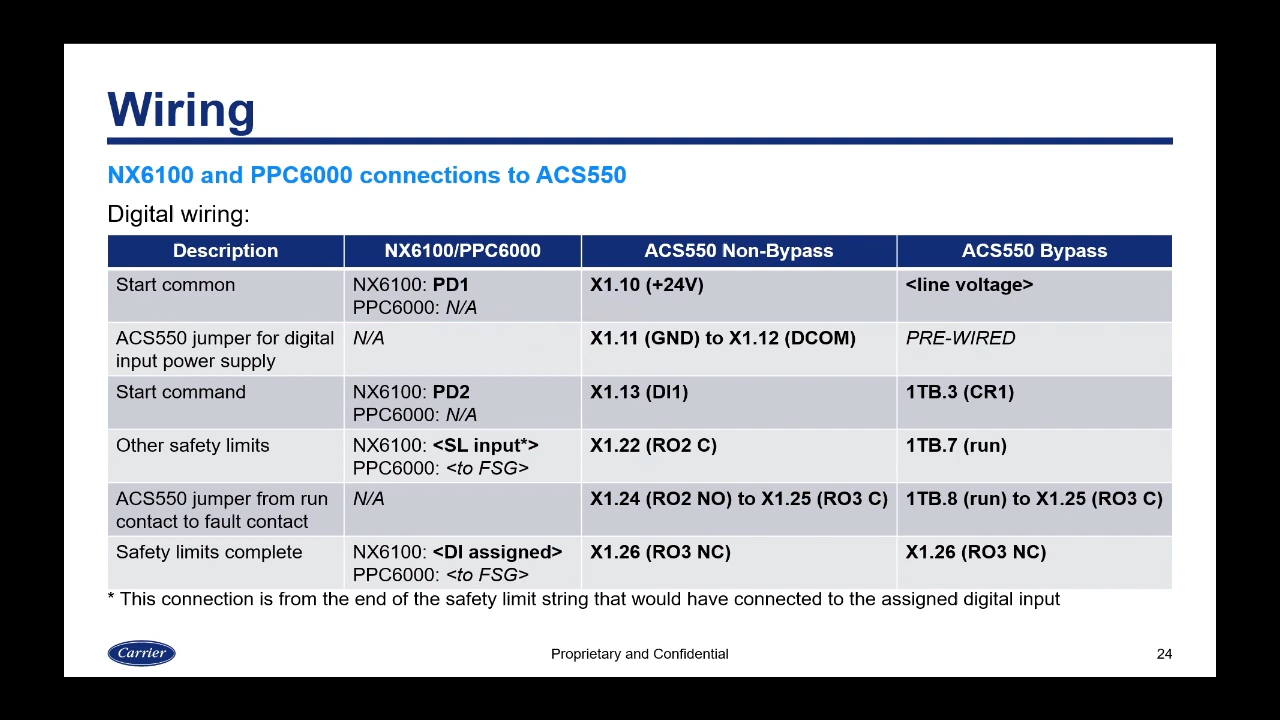 Wiring
NX6100 and PPC6000 connections to ACS550
Digital wiring:
Description NX6100/PPC6000 ACS550 Non-Bypass ACS550 Bypass
Start common NX6100: PD1 X1.10 (+24V) <line voltage>
PPC6000: N/A
ACS550 jumper for digital N/A X1.11 (GND) to X1.12 (DCOM) PRE-WIRED
input power supply
Start command NX6100: PD2 X1.13 (DI1) 1TB.3 (CR1)
PPC6000: N/A
Other safety limits NX6100: <SL input*> X1.22 (RO2 C) 1TB.7 (run)
PPC6000: <to FSG>
ACS550 jumper from run N/A X1.24 (RO2 NO) to X1.25 (RO3 C) 1TB.8 (run) to X1.25 (RO3 C)
contact to fault contact
Safety limits complete NX6100: <DI assigned> X1.26 (RO3 NC) X1.26 (RO3 NC)
PPC6000: <to FSG>
* This connection is from the end of the safety limit string that would have connected to the assigned digital input
Carrier Proprietary and Confidential 24